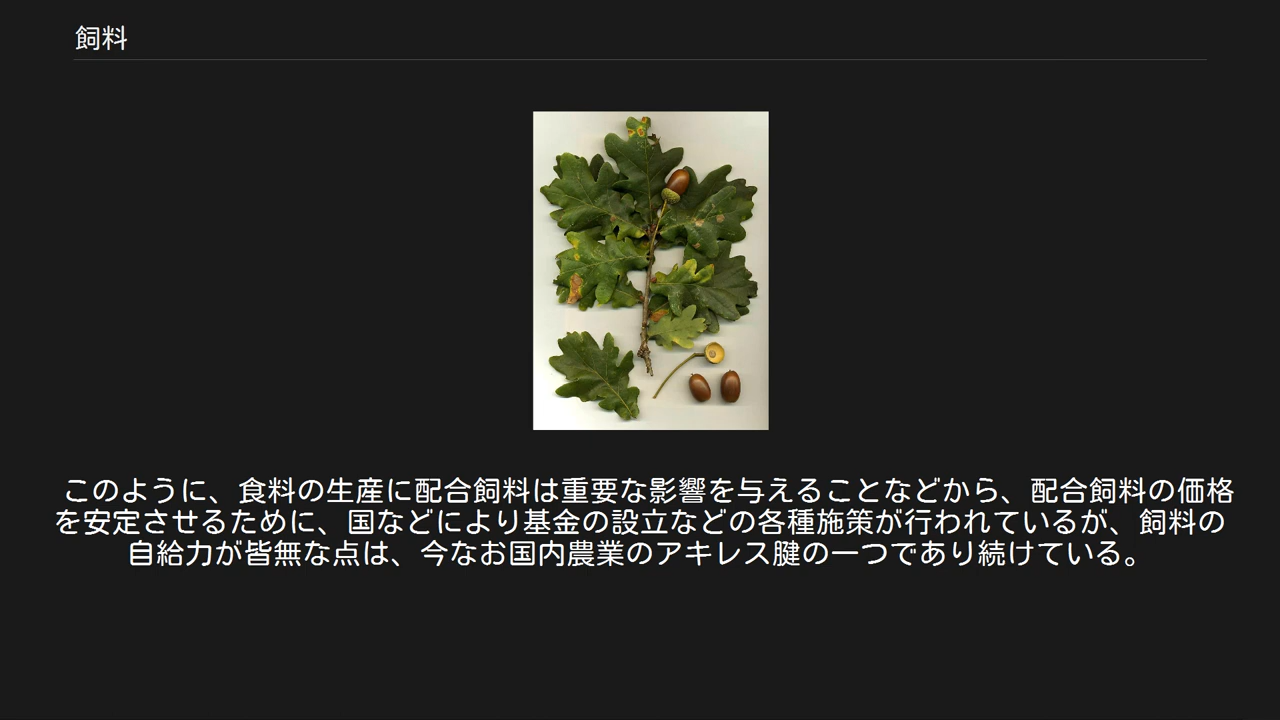 飼料
このように、食料の生産に配合飼料は重要な影響を与えることなどから、配合飼料の価格
を安定させるために、国などにより基金の設立などの各種施策が行われているが、飼料の
自給力が皆無な点は、今なお国内農業のアキレス腱の一つであり続けている。